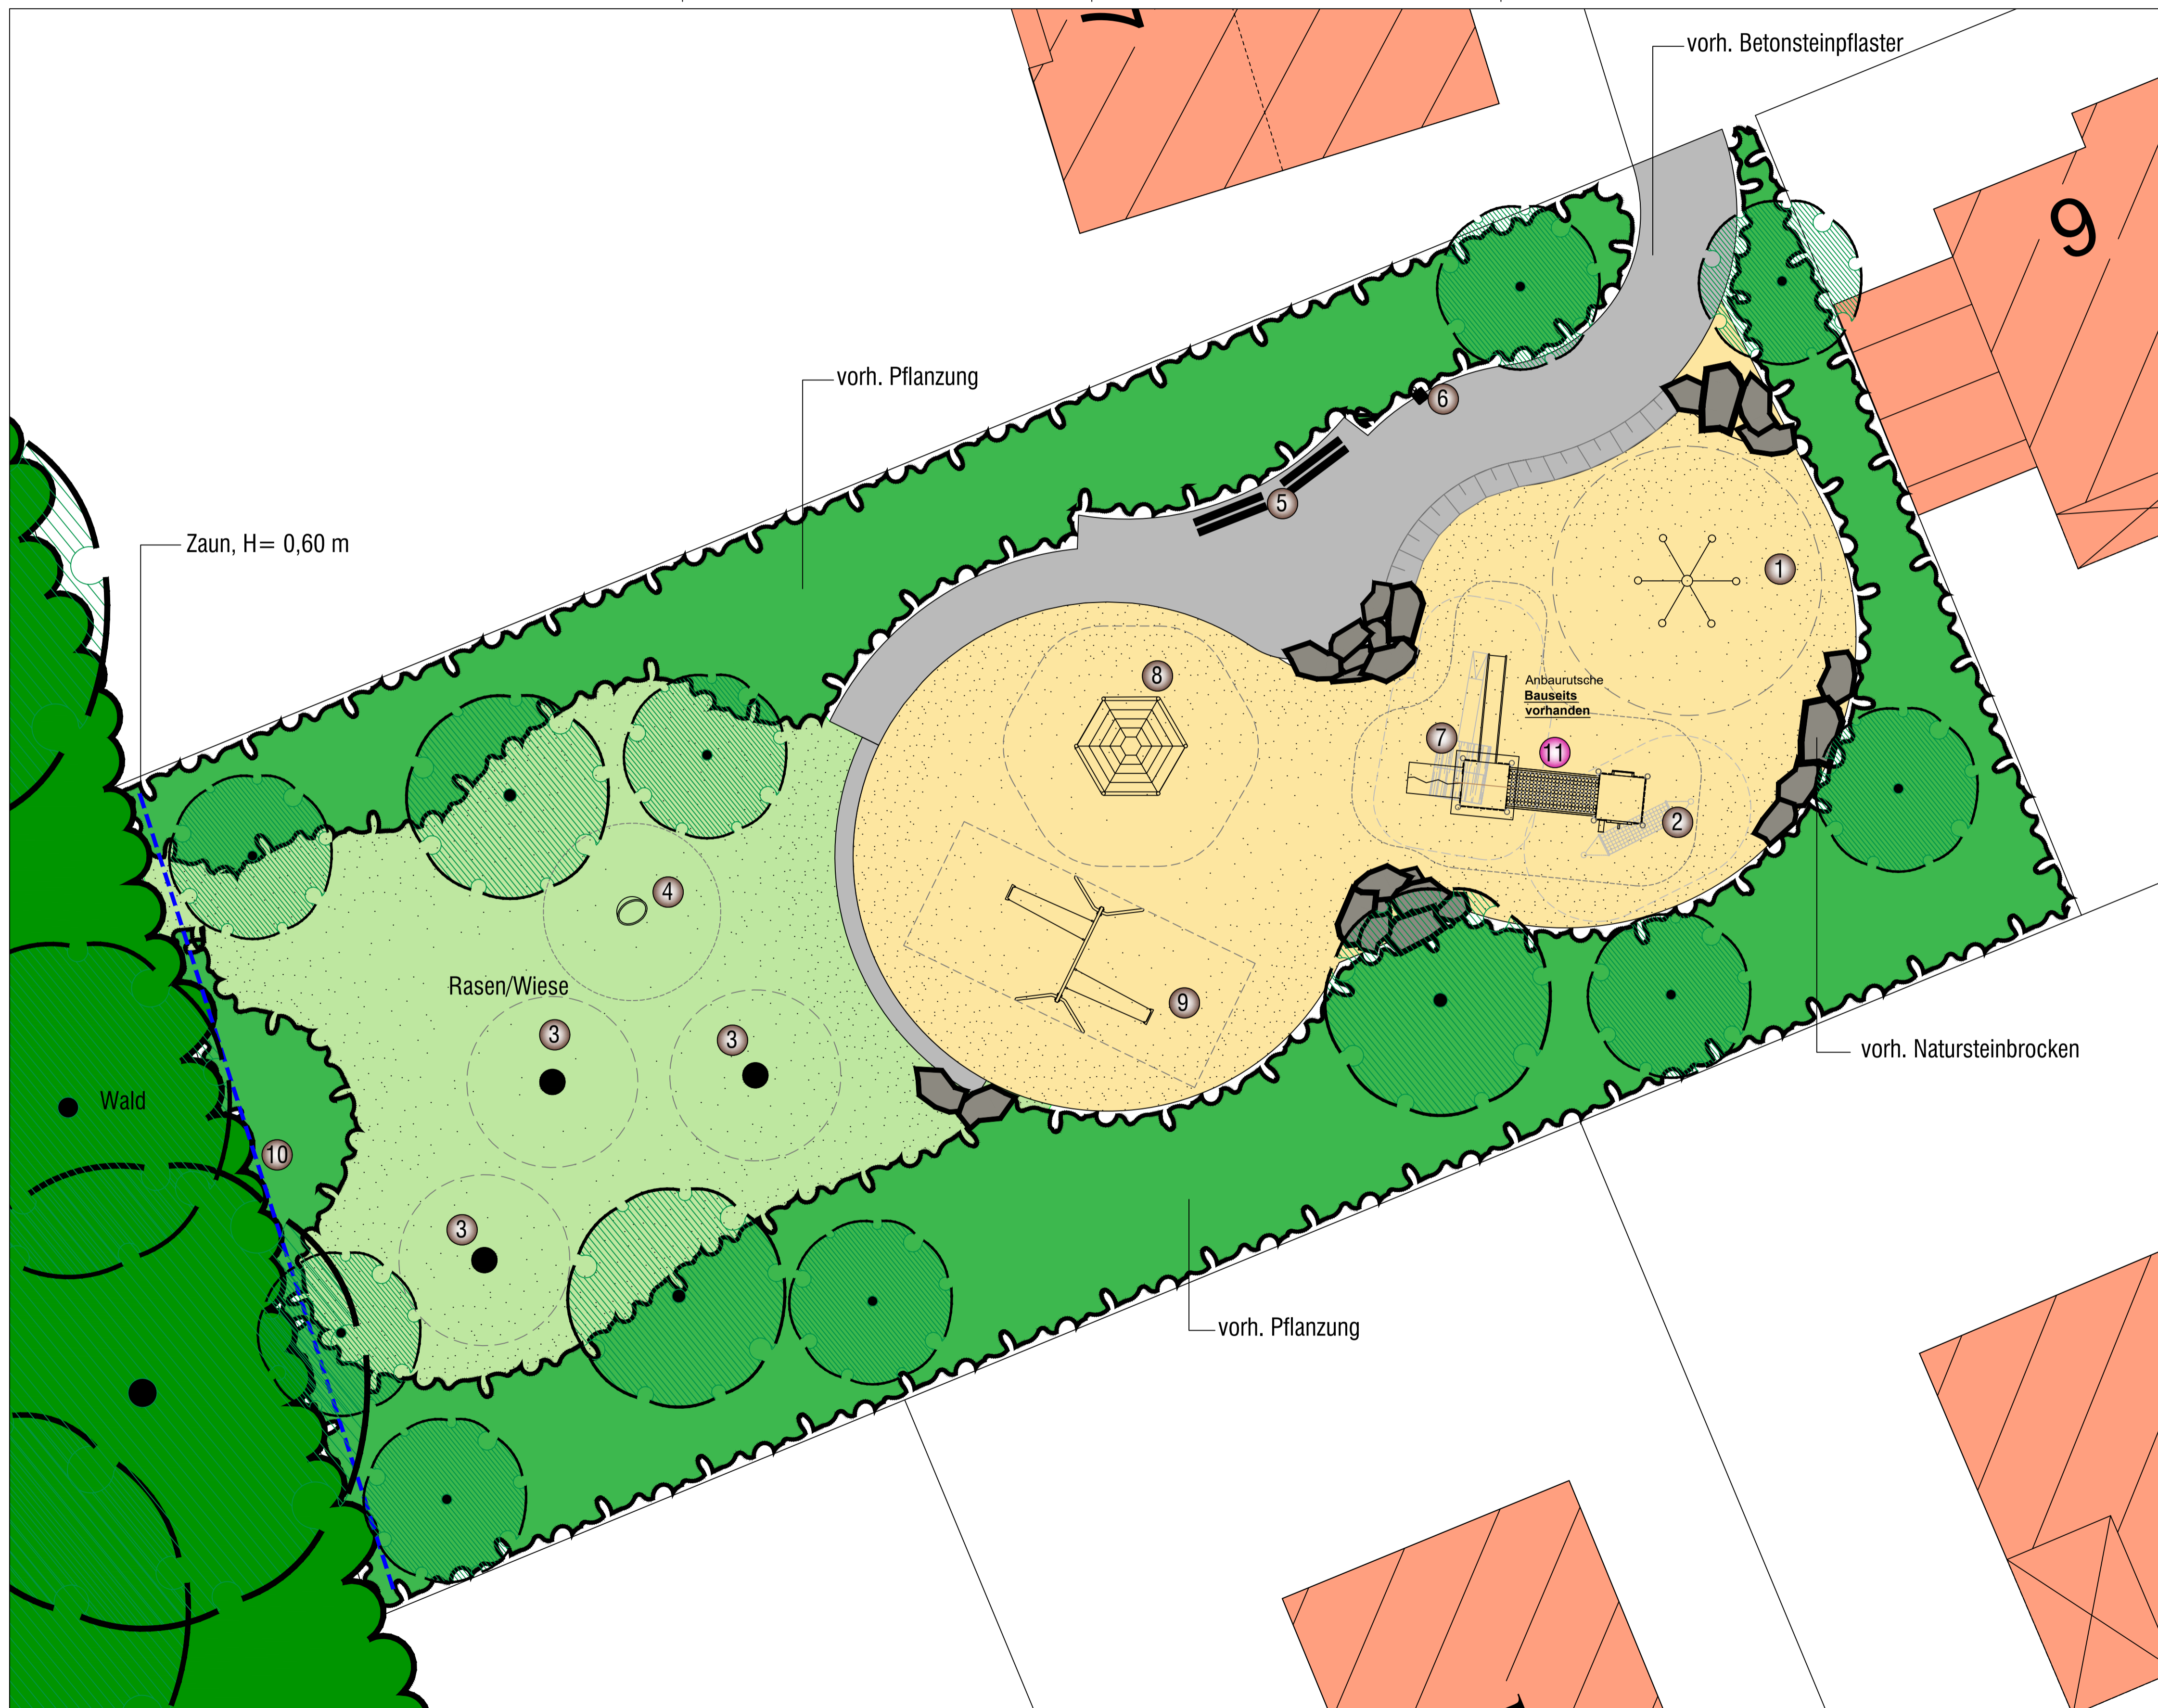 7
vorh. Betonsteinpflaster
9
vorh. Pflanzung
6
5
Zaun, H= 0,60 m
1
8
Anbaurutsche
Bauseits
vorhanden
7
11
2
4
Rasen/Wiese
9
3
3
vorh. Natursteinbrocken
Wald
10
3
vorh. Pflanzung